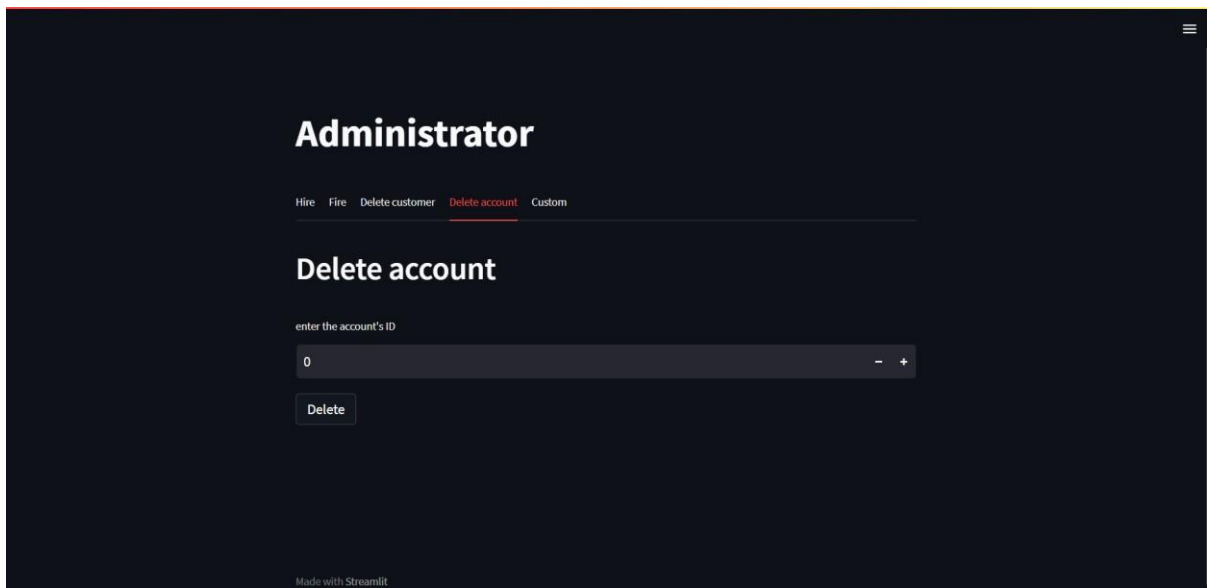 Administrator
Hire Fire Delete customer Delete account Custom
Delete account
enter the account's ID
0 − +
Delete
Made with Streamlit